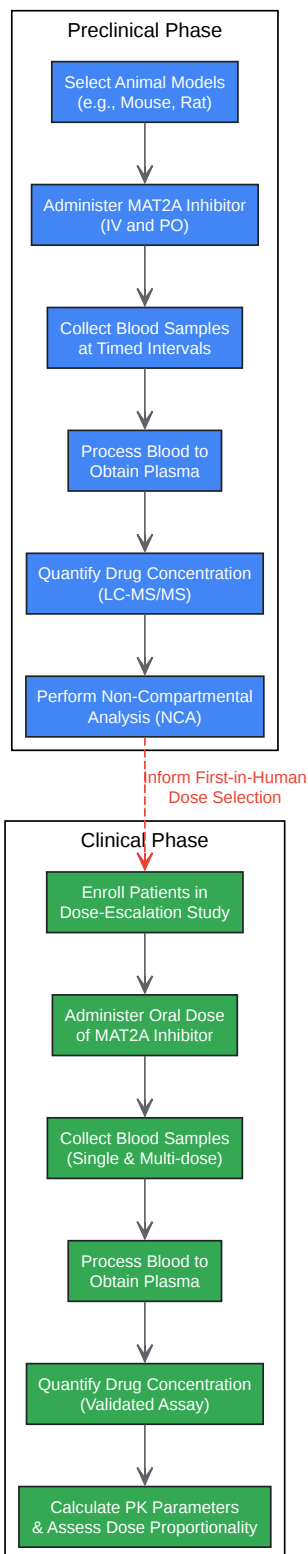 Preclinical Phase
Select Animal Models
(e.g., Mouse, Rat)
Administer MAT2A Inhibitor
(IV and PO)
Collect Blood Samples
at Timed Intervals
Process Blood to
Obtain Plasma
Quantify Drug Concentration
(LC-MS/MS)
Perform Non-Compartmental
Analysis (NCA)
Inform First-in-Human
Dose Selection
Clinical Phase
Enroll Patients in
Dose-Escalation Study
Administer Oral Dose
of MAT2A Inhibitor
Collect Blood Samples
(Single & Multi-dose)
Process Blood to
Obtain Plasma
Quantify Drug Concentration
(Validated Assay)
Calculate PK Parameters
& Assess Dose Proportionality